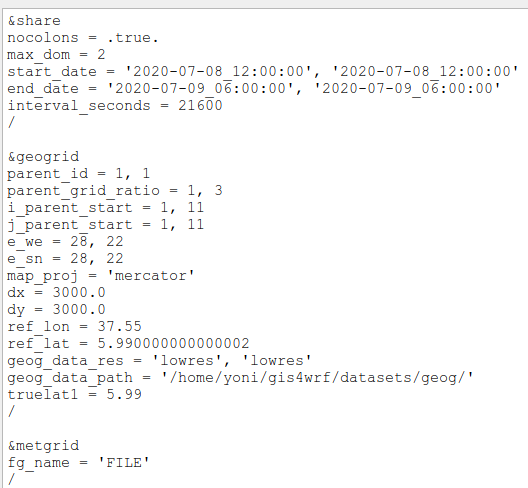 &share
nocolons = .true.
max_dom = 2
start_date = '2020-07-08_12:00:00', '2020-07-08_12:00:00'
end_date = '2020-07-09_06:00:00', '2020-07-09_06:00:00'
interval_seconds = 21600
/

&geogrid
parent_id = 1, 1
parent_grid_ratio = 1, 3
i_parent_start = 1, 11
j_parent_start = 1, 11
e_we = 28, 22
e_sn = 28, 22
map_proj = 'mercator'
dx = 3000.0
dy = 3000.0
ref_lon = 37.55
ref_lat = 5.990000000000002
geog_data_res = 'lowres', 'lowres'
geog_data_path = '/home/yoni/gis4wrf/datasets/geog/'
truelat1 = 5.99
/

&metgrid
fg_name = 'FILE'
/